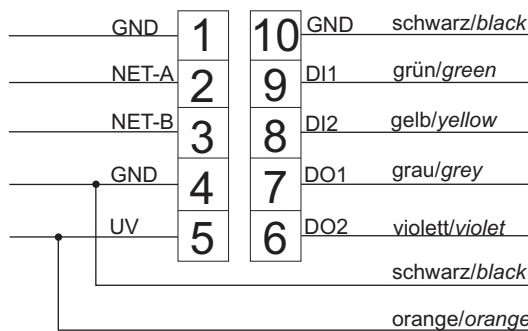 GND 1 10 GND schwarz/black
NET-A 2 9 DI1 grün/green
NET-B 3 8 DI2 gelb/yellow
GND 4 7 DO1 grau/grey
UV 5 6 DO2 violett/violet
schwarz/black
orange/orange